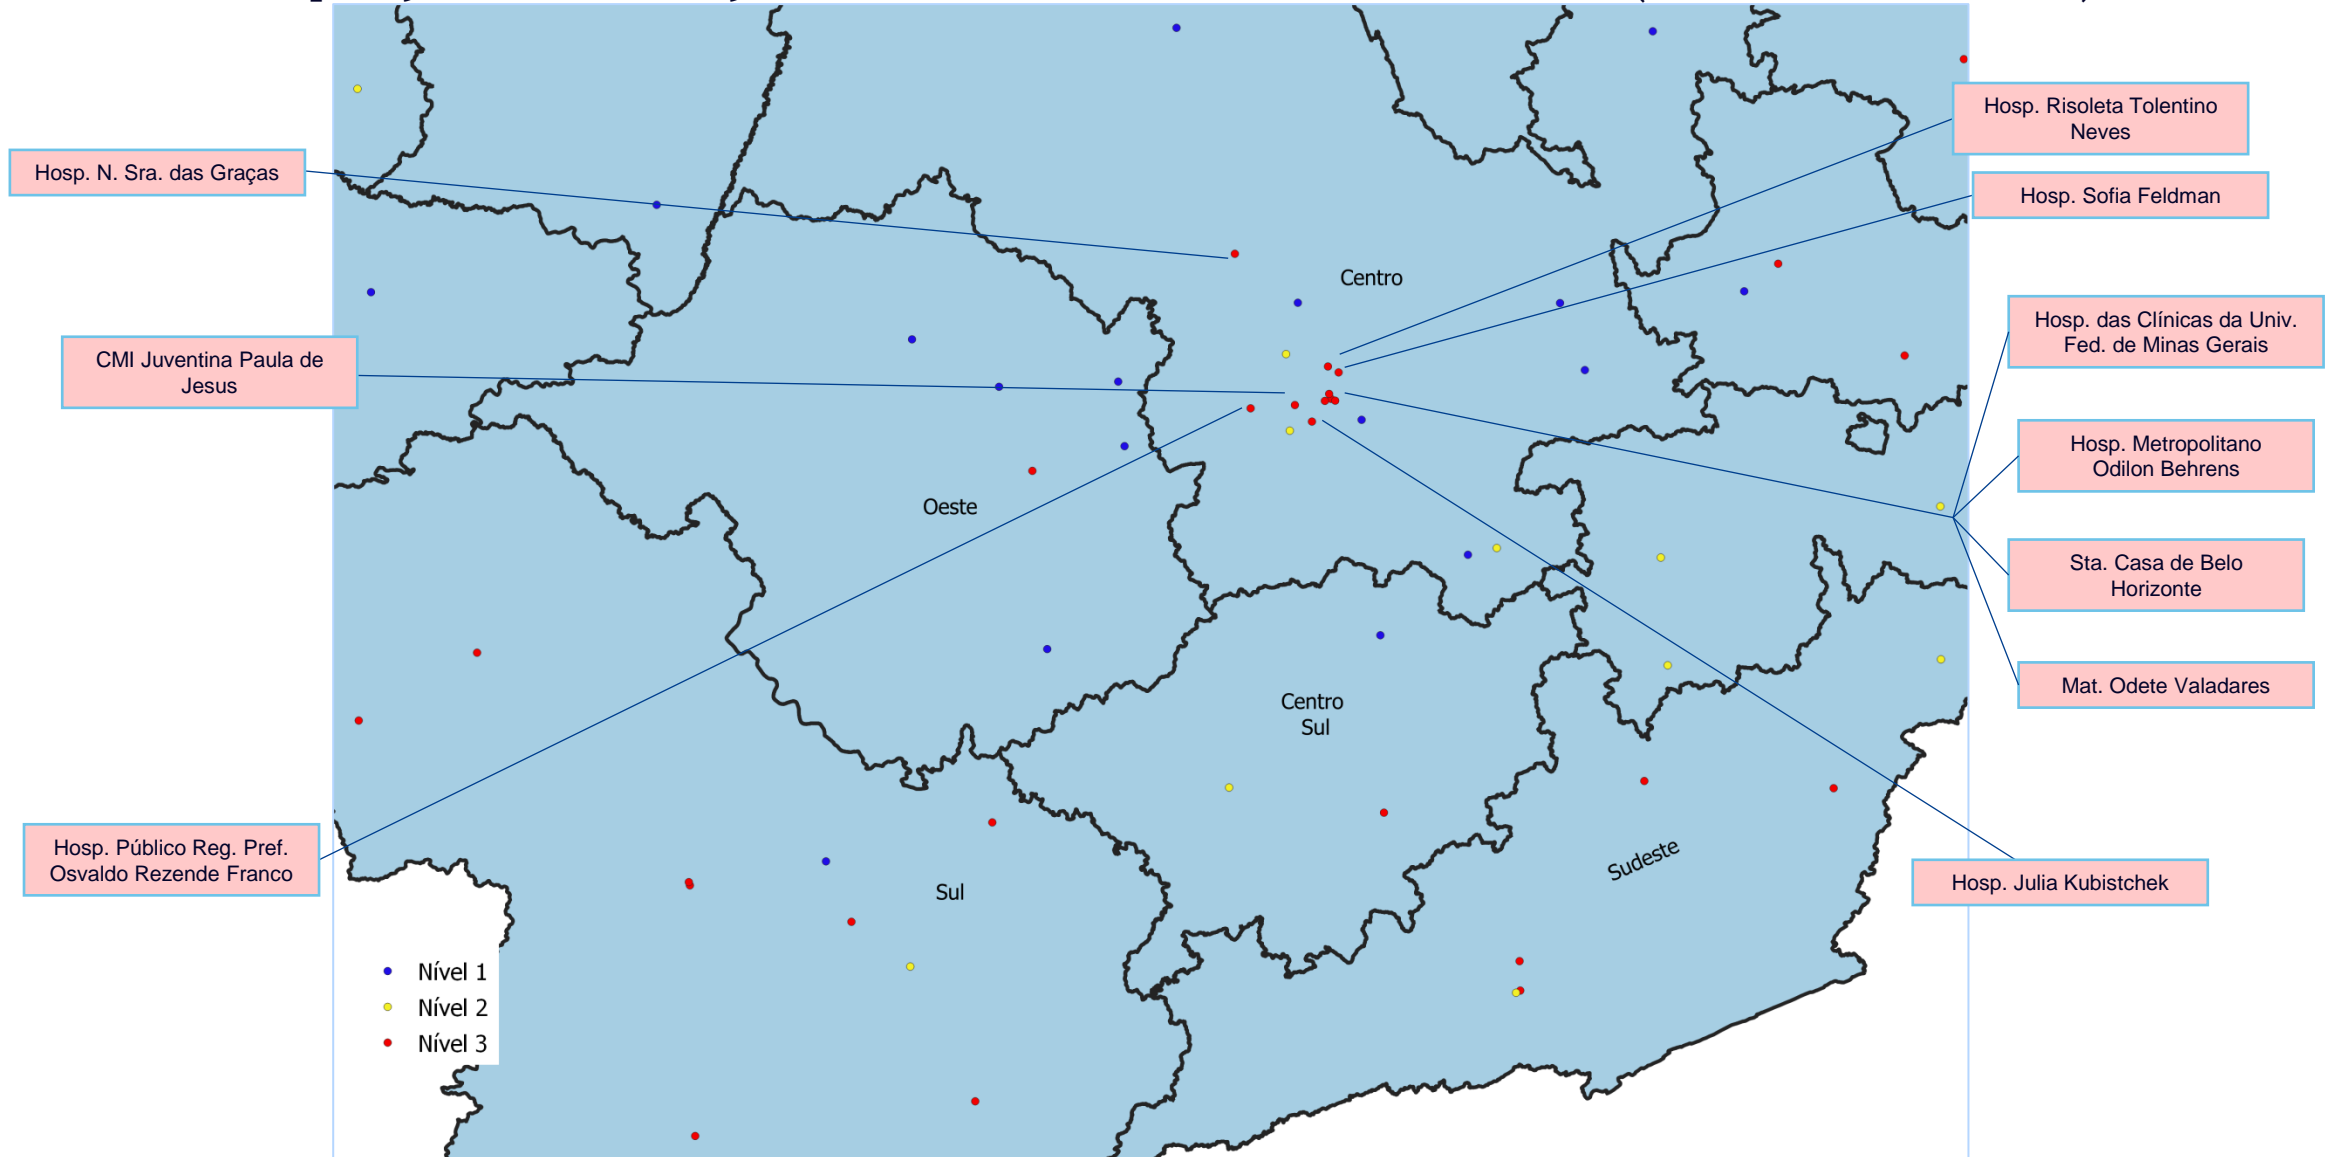 Hosp. N. Sra. das Graças
CMI Juventina Paula de
Jesus
Hosp. Público Reg. Pref.
Osvaldo Rezende Franco
Centro
Oeste
Centro
Sul
Sul
Sudeste
Nível 1
Nível 2
Nível 3
Hosp. Risoleta Tolentino
Neves
Hosp. Sofia Feldman
Hosp. das Clínicas da Univ.
Fed. de Minas Gerais
Hosp. Metropolitano
Odilon Behrens
Sta. Casa de Belo
Horizonte
Mat. Odete Valadares
Hosp. Julia Kubistchek